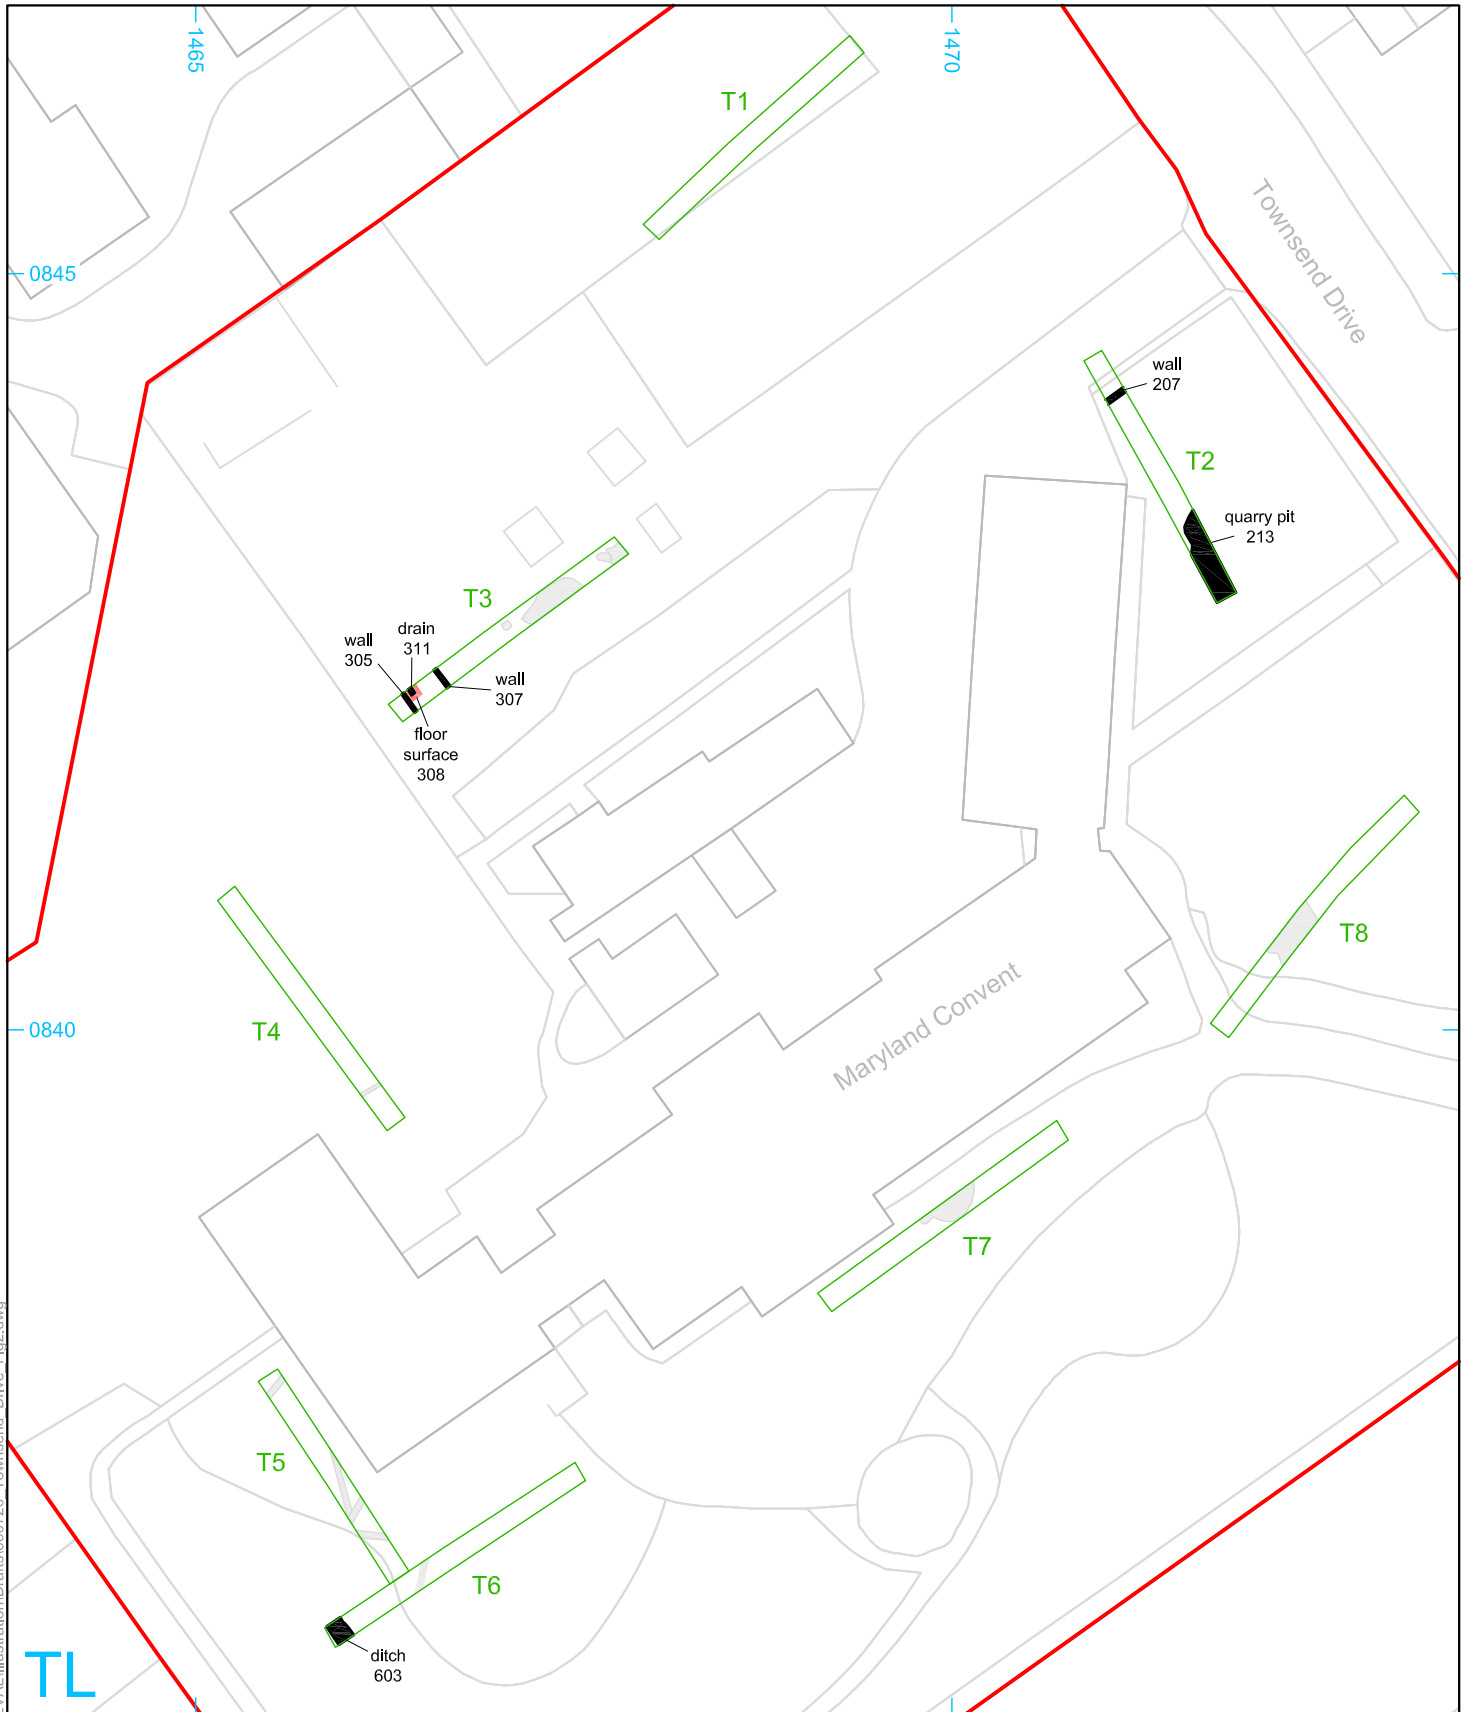 1465
1470
T1
Townsend Drive
0845
wall
207
T2
quarry pit
213
T3
drain
311
wall
305
wall
307
floor
surface
308
T8
Maryland Convent
T4
0840
T7
T5
T6
ditch
603
TL